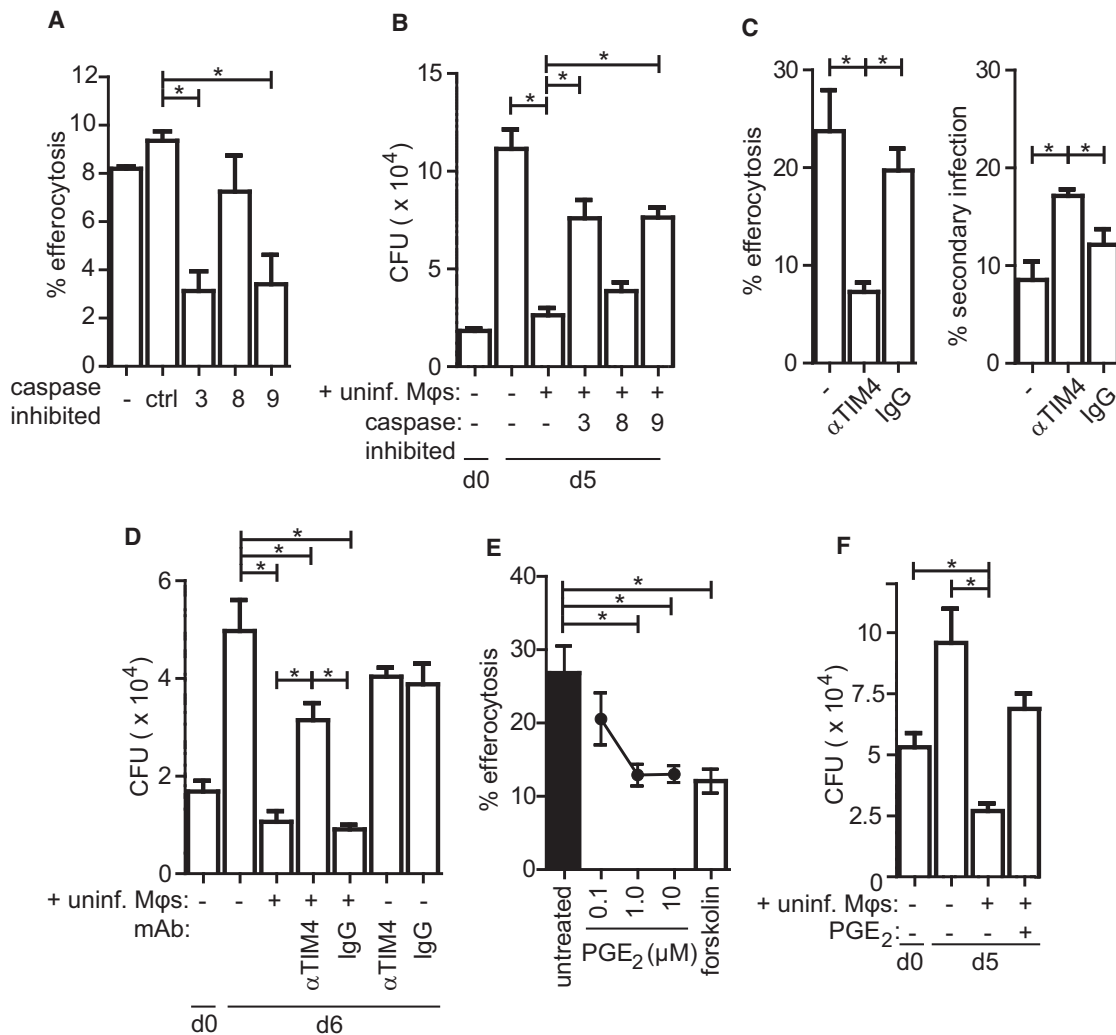 A
% efferocytosis
12
10
8
6
4
2
0
* *
caspase inhibited
- ctrl 3 8 9
B
CFU ( x 10⁴)
15
10
5
0
* * *
+ uninf. Mφs: - - + + + +
caspase: - - - 3 8 9
inhibited
d0 d5
C
% efferocytosis
30
20
10
0
* *
- αTIM4 IgG
% secondary infection
30
20
10
0
* *
- αTIM4 IgG
D
CFU ( x 10⁴)
6
4
2
0
* * * * *
+ uninf. Mφs: - - + + + - -
mAb: αTIM4 IgG αTIM4 IgG
d0 d6
E
% efferocytosis
40
30
20
10
0
* * *
untreated 0.1 1.0 10 forskolin
PGE₂ (μM)
F
CFU ( x 10⁴)
10
7.5
5
2.5
0
* *
+ uninf. Mφs: - - + +
PGE₂: - - - +
d0 d5